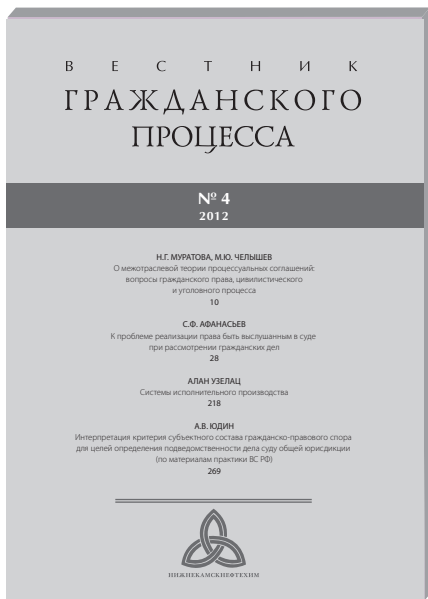 ВЕСТНИК
ГРАЖДАНСКОГО
ПРОЦЕССА
№ 4
2012
Н.Г. МУРАТОВА, М.Ю. ЧЕЛЫШЕВ
О межотраслевой теории процессуальных соглашений:
вопросы гражданского права, цивилистического
и уголовного процесса
10
С.Ф. АФАНАСЬЕВ
К проблеме реализации права быть выслушанным в суде
при рассмотрении гражданских дел
28
АЛАН УЗЕЛАЦ
Системы исполнительного производства
218
А.В. ЮДИН
Интерпретация критерия субъектного состава гражданско-правового спора
для целей определения подведомственности дела суду общей юрисдикции
(по материалам практики ВС РФ)
269
НИЖНЕКАМСКНЕФТЕХИМ